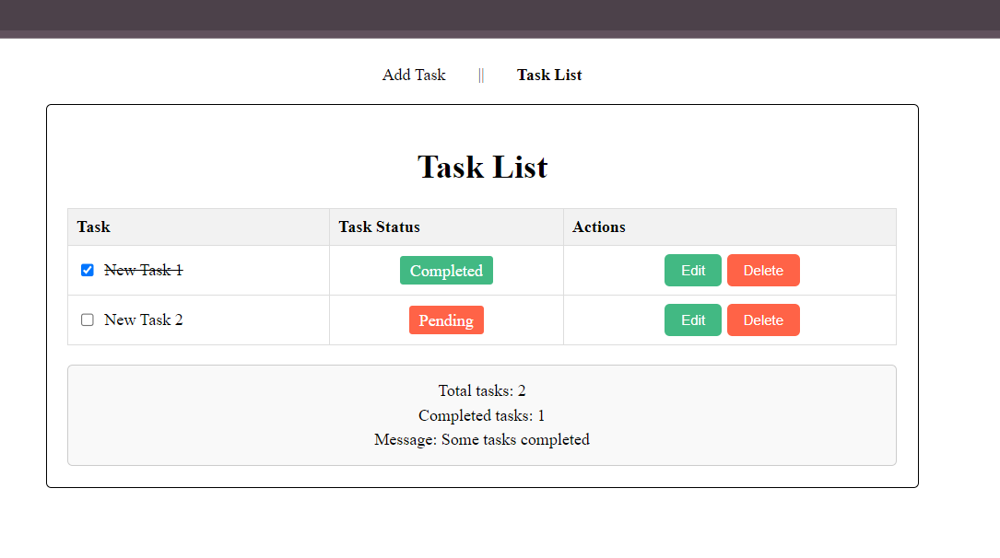 Add Task || Task List
Task List
Task Task Status Actions
New Task 1 Completed Edit Delete
New Task 2 Pending Edit Delete
Total tasks: 2
Completed tasks: 1
Message: Some tasks completed